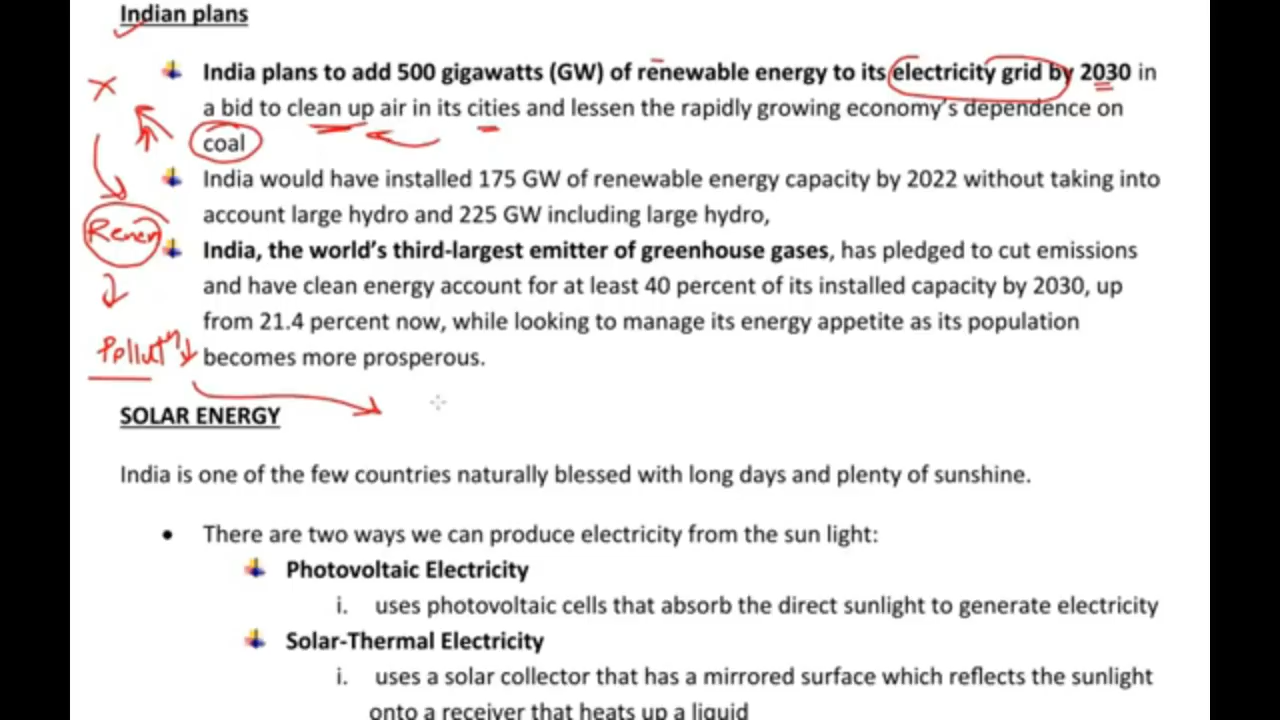 Indian plans
India plans to add 500 gigawatts (GW) of renewable energy to its electricity grid by 2030 in
a bid to clean up air in its cities and lessen the rapidly growing economy's dependence on
coal
India would have installed 175 GW of renewable energy capacity by 2022 without taking into
account large hydro and 225 GW including large hydro,
Renew
India, the world's third-largest emitter of greenhouse gases, has pledged to cut emissions
and have clean energy account for at least 40 percent of its installed capacity by 2030, up
from 21.4 percent now, while looking to manage its energy appetite as its population
becomes more prosperous.
SOLAR ENERGY
India is one of the few countries naturally blessed with long days and plenty of sunshine.
• There are two ways we can produce electricity from the sun light:
Photovoltaic Electricity
i. uses photovoltaic cells that absorb the direct sunlight to generate electricity
Solar-Thermal Electricity
i. uses a solar collector that has a mirrored surface which reflects the sunlight
onto a receiver that heats up a liquid